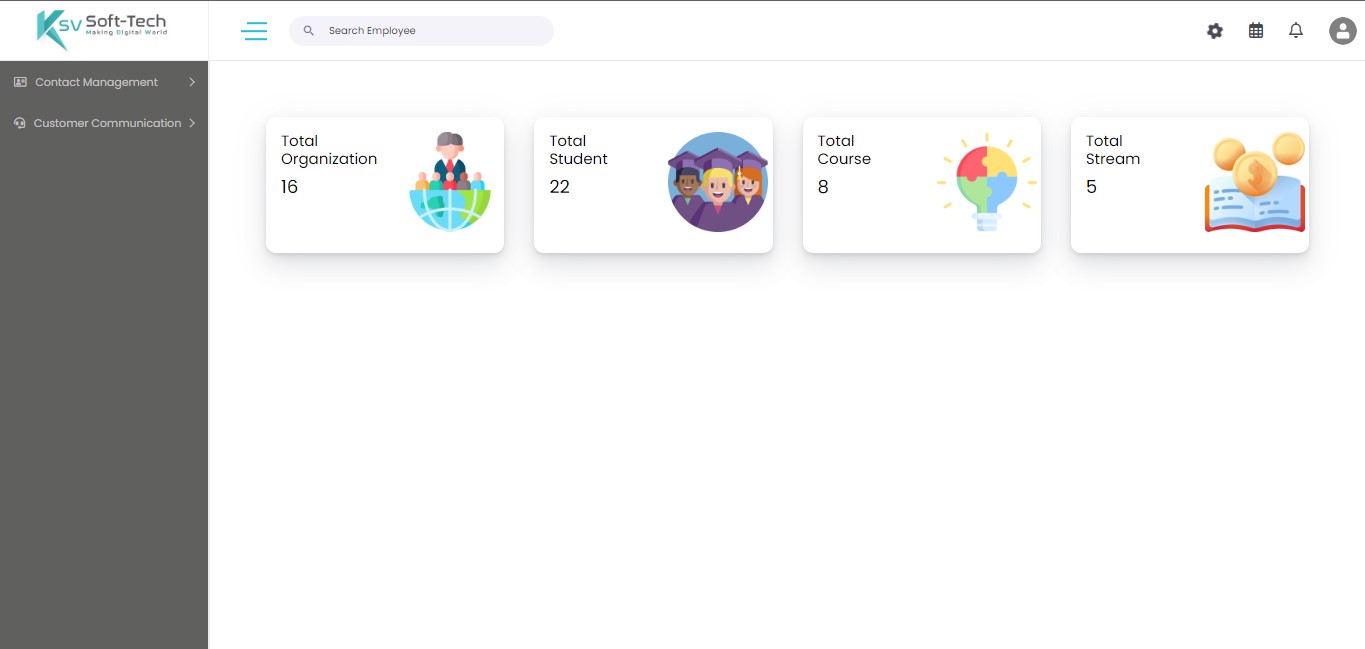 KSV Soft-Tech
Making Digital World
Search Employee
Contact Management
Customer Communication
Total
Organization
16
Total
Student
22
Total
Course
8
Total
Stream
5